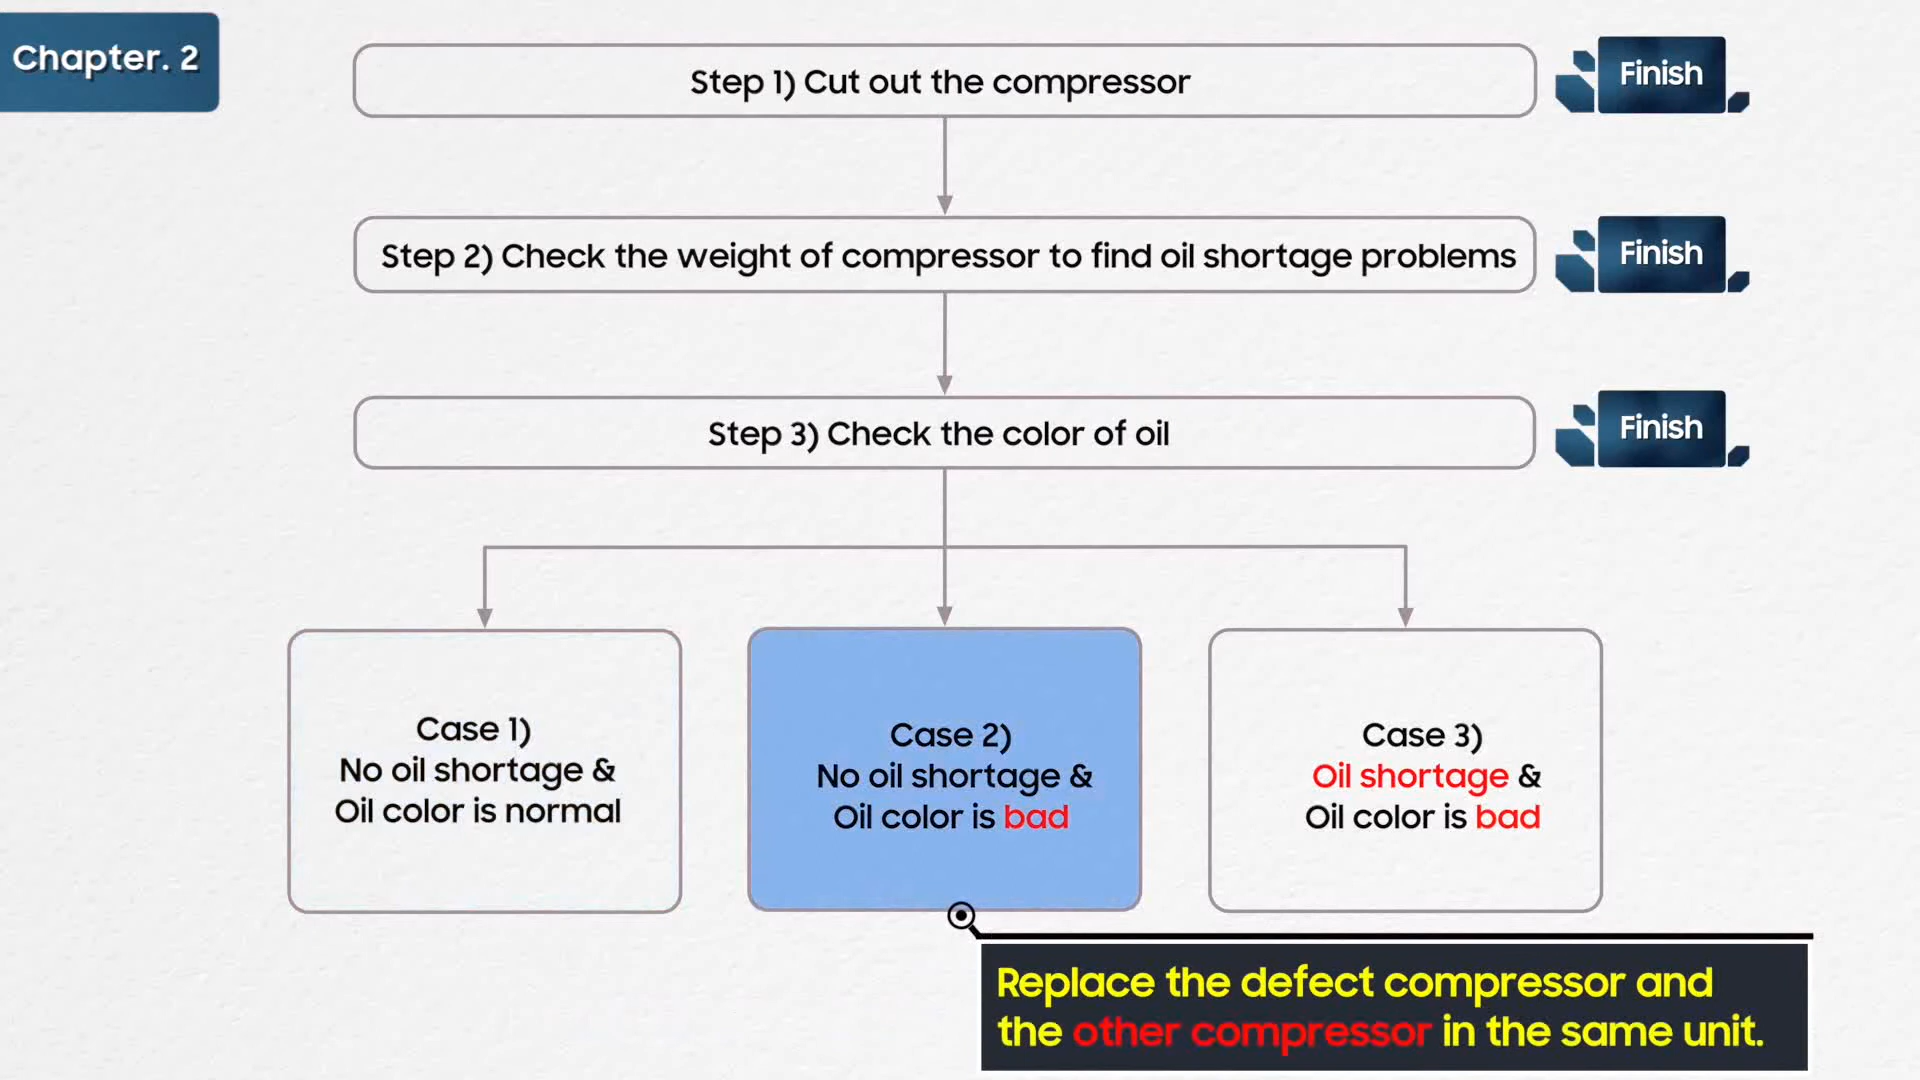 Chapter. 2
Step 1) Cut out the compressor
Finish
Step 2) Check the weight of compressor to find oil shortage problems
Finish
Step 3) Check the color of oil
Finish
Case 1)
No oil shortage &
Oil color is normal
Case 2)
No oil shortage &
Oil color is bad
Case 3)
Oil shortage &
Oil color is bad
Replace the defect compressor and
the other compressor in the same unit.